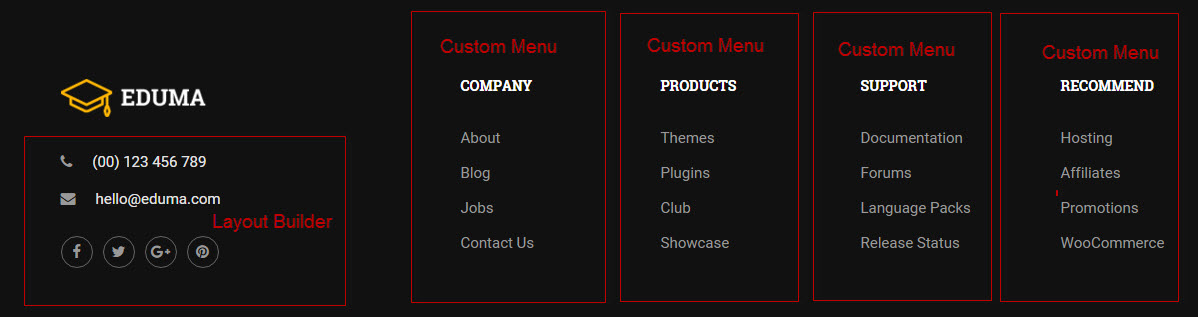 EDUMA
(00) 123 456 789
hello@eduma.com
Layout Builder
Custom Menu
COMPANY
About
Blog
Jobs
Contact Us
Custom Menu
PRODUCTS
Themes
Plugins
Club
Showcase
Custom Menu
SUPPORT
Documentation
Forums
Language Packs
Release Status
Custom Menu
RECOMMEND
Hosting
Affiliates
Promotions
WooCommerce